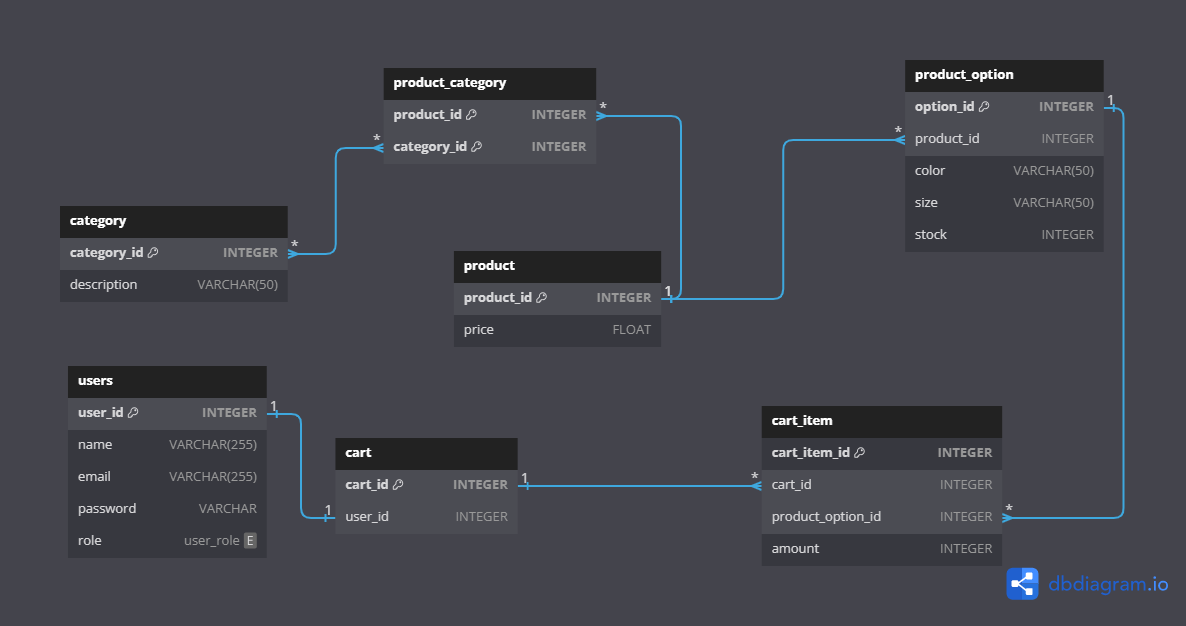 product_category
product_id INTEGER
category_id INTEGER
*
*
product_option
option_id INTEGER
product_id INTEGER
color VARCHAR(50)
size VARCHAR(50)
stock INTEGER
1
*
category
category_id INTEGER
description VARCHAR(50)
*
product
product_id INTEGER
price FLOAT
1
users
user_id INTEGER
name VARCHAR(255)
email VARCHAR(255)
password VARCHAR
role user_role E
1
cart
cart_id INTEGER
user_id INTEGER
1
1
cart_item
cart_item_id INTEGER
cart_id INTEGER
product_option_id INTEGER
amount INTEGER
*
*
dbdiagram.io